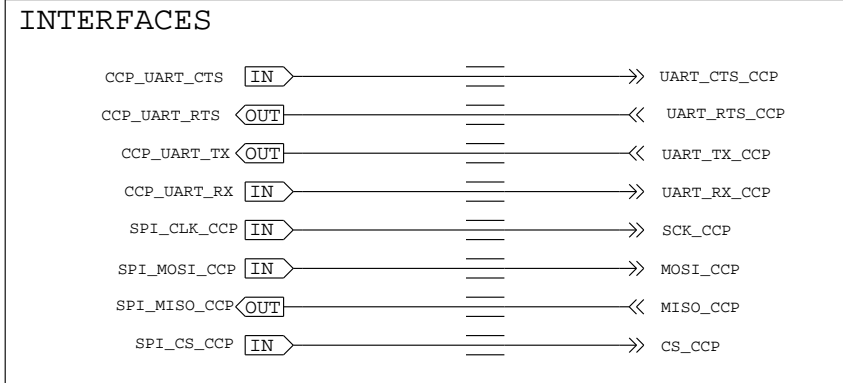 INTERFACES
CCP_UART_CTS IN UART_CTS_CCP
CCP_UART_RTS OUT UART_RTS_CCP
CCP_UART_TX OUT UART_TX_CCP
CCP_UART_RX IN UART_RX_CCP
SPI_CLK_CCP IN SCK_CCP
SPI_MOSI_CCP IN MOSI_CCP
SPI_MISO_CCP OUT MISO_CCP
SPI_CS_CCP IN CS_CCP